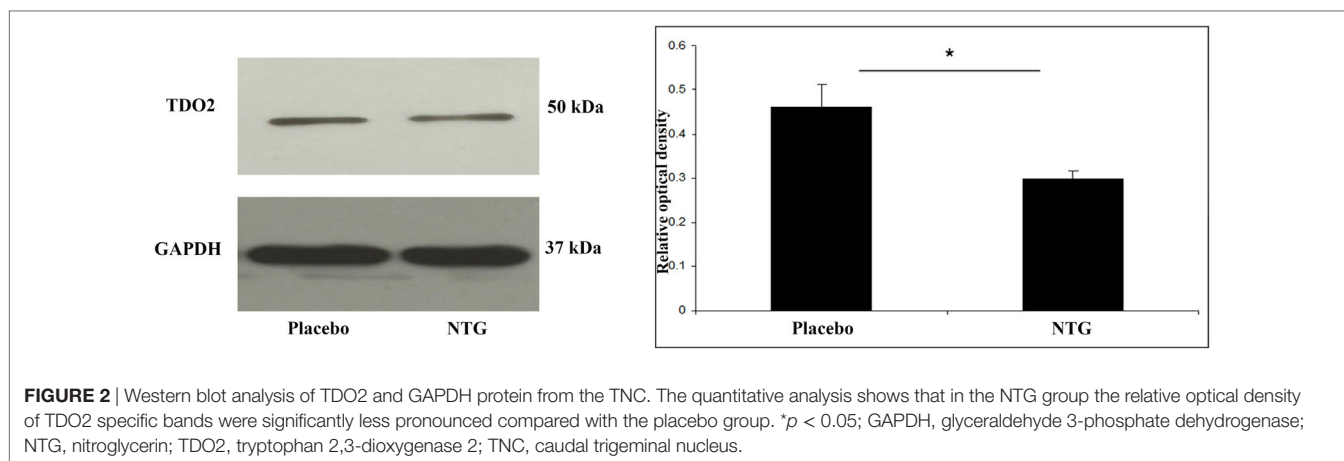 TDO2
50 kDa
GAPDH
37 kDa
Placebo NTG
*
Relative optical density
0.6
0.5
0.4
0.3
0.2
0.1
0
Placebo NTG
FIGURE 2 | Western blot analysis of TDO2 and GAPDH protein from the TNC. The quantitative analysis shows that in the NTG group the relative optical density
of TDO2 specific bands were significantly less pronounced compared with the placebo group. *p < 0.05; GAPDH, glyceraldehyde 3-phosphate dehydrogenase;
NTG, nitroglycerin; TDO2, tryptophan 2,3-dioxygenase 2; TNC, caudal trigeminal nucleus.